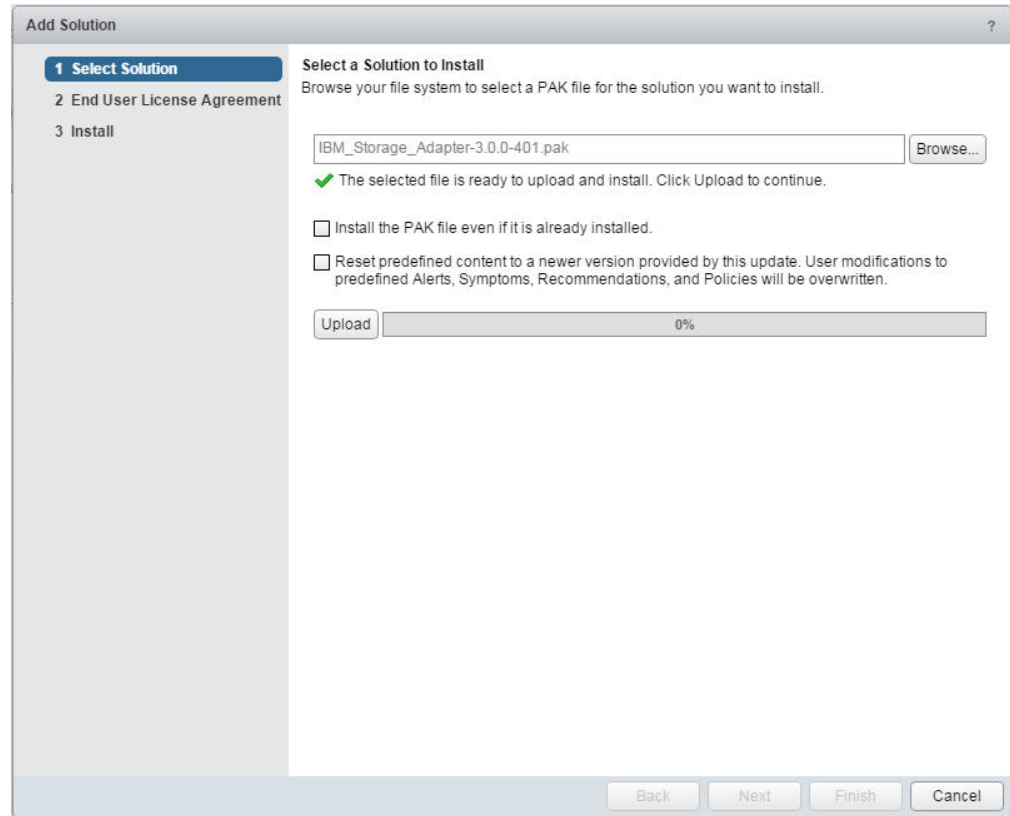 Add Solution ?
1 Select Solution
2 End User License Agreement
3 Install
Select a Solution to Install
Browse your file system to select a PAK file for the solution you want to install.
IBM_Storage_Adapter-3.0.0-401.pak
Browse...
The selected file is ready to upload and install. Click Upload to continue.
Install the PAK file even if it is already installed.
Reset predefined content to a newer version provided by this update. User modifications to
predefined Alerts, Symptoms, Recommendations, and Policies will be overwritten.
Upload 0%
Back Next Finish Cancel